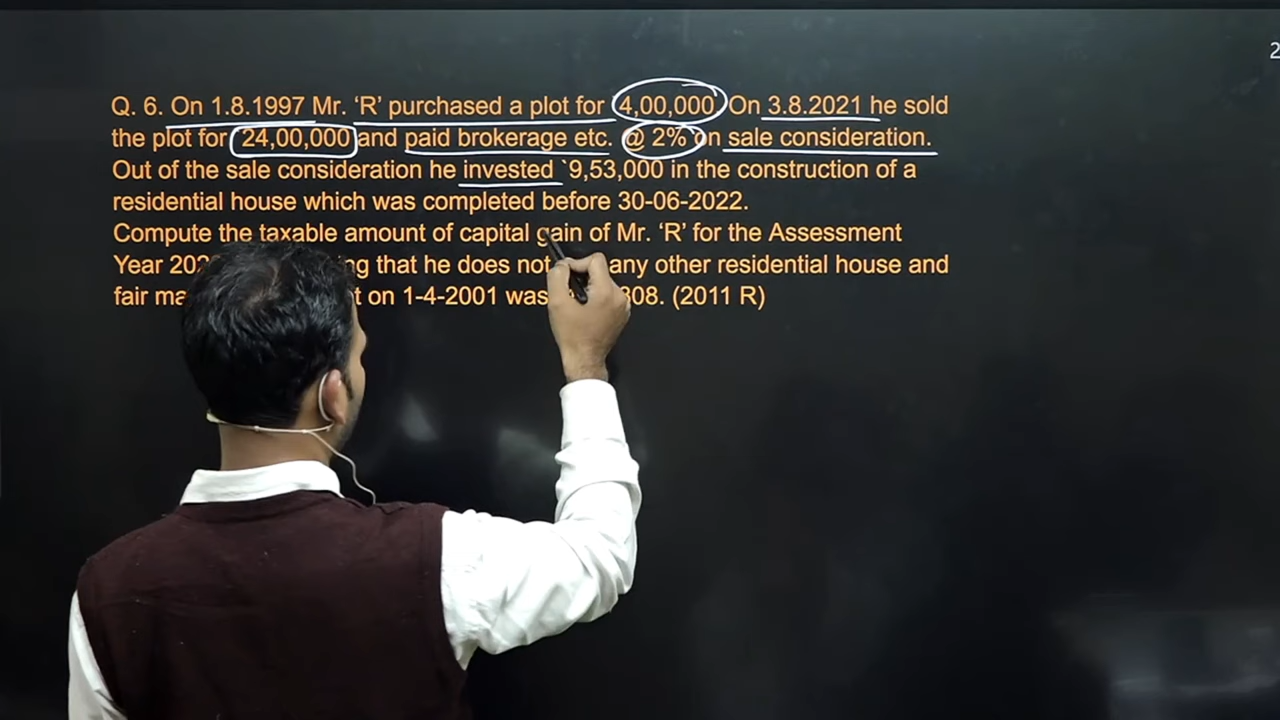 2
Q. 6. On 1.8.1997 Mr. ‘R’ purchased a plot for 4,00,000. On 3.8.2021 he sold
the plot for 24,00,000 and paid brokerage etc. @ 2% on sale consideration.
Out of the sale consideration he invested `9,53,000 in the construction of a
residential house which was completed before 30-06-2022.
Compute the taxable amount of capital gain of Mr. ‘R’ for the Assessment
Year that he does not any other residential house and
fair on 1-4-2001 was 308. (2011 R)